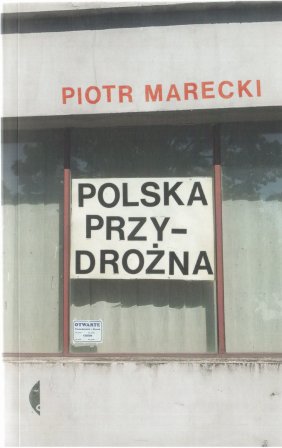 PIOTR MARECKI
POLSKA
PRZY-
DROŻNA
OTWARTE